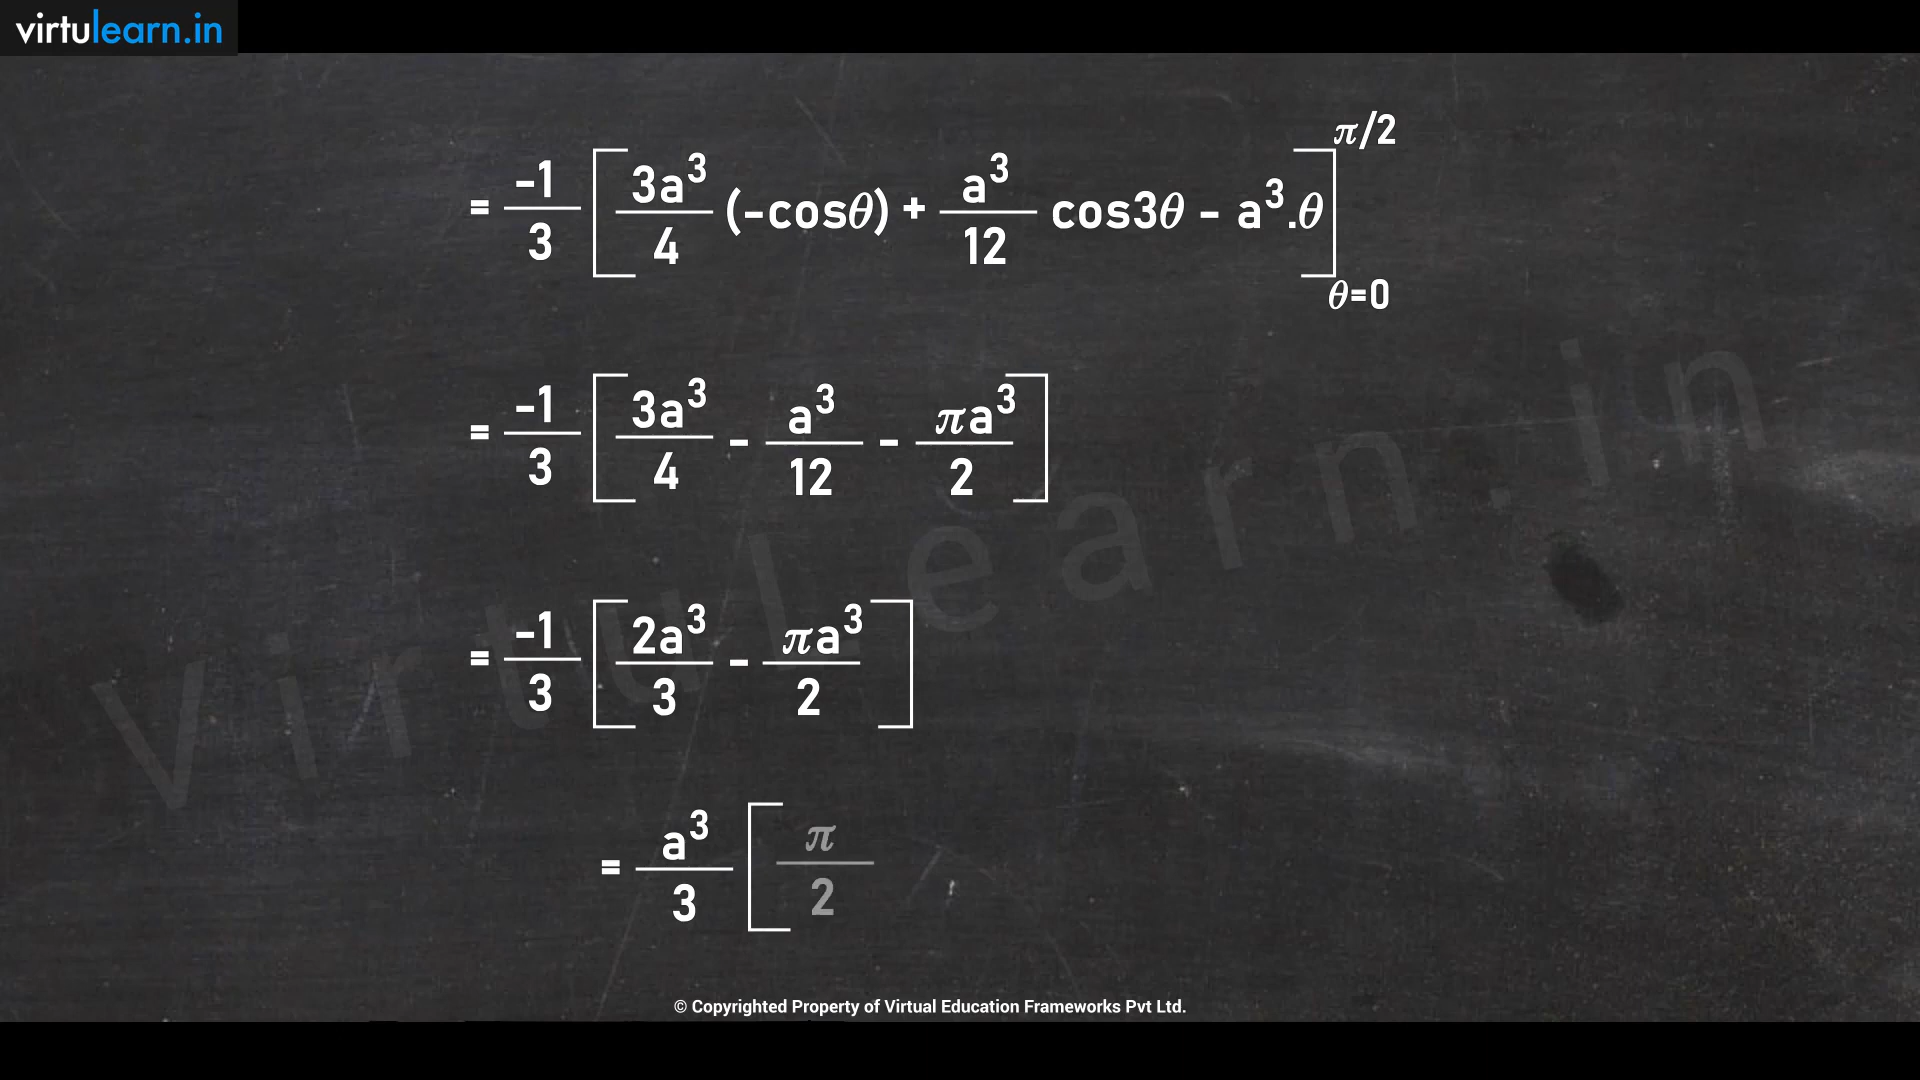 virtulearn.in
= -1/3 [ 3a³/4 (-cosθ) + a³/12 cos3θ - a³.θ ] π/2 θ=0
= -1/3 [ 3a³/4 - a³/12 - πa³/2 ]
= -1/3 [ 2a³/3 - πa³/2 ]
= a³/3 [ π/2
VirtuLearn.in
© Copyrighted Property of Virtual Education Frameworks Pvt Ltd.